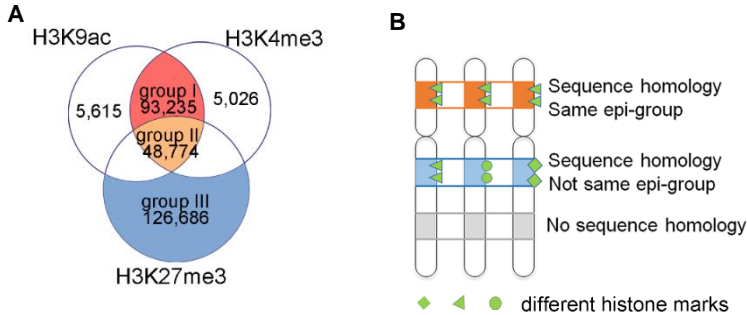 A
H3K9ac
H3K4me3
group I
5,615
93,235
5,026
group II
48,774
group III
126,686
H3K27me3
B
Sequence homology
Same epi-group
Sequence homology
Not same epi-group
No sequence homology
different histone marks